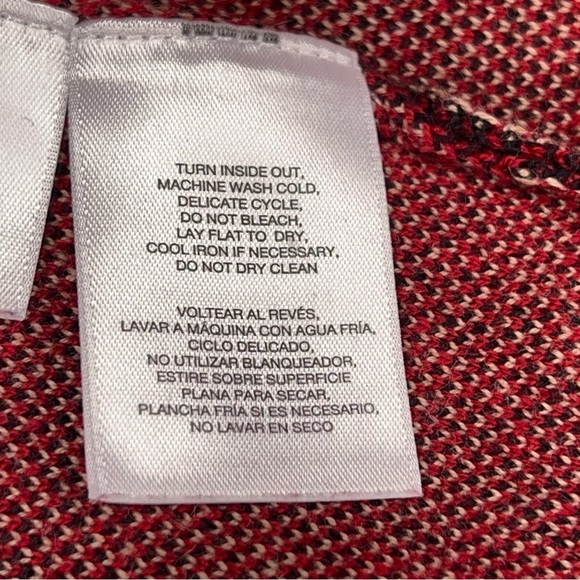 TURN INSIDE OUT,
MACHINE WASH COLD,
DELICATE CYCLE,
DO NOT BLEACH,
LAY FLAT TO DRY,
COOL IRON IF NECESSARY,
DO NOT DRY CLEAN
VOLTEAR AL REVÉS,
LAVAR A MÁQUINA CON AGUA FRÍA,
CICLO DELICADO,
NO UTILIZAR BLANQUEADOR,
ESTIRE SOBRE SUPERFICIE
PLANA PARA SECAR,
PLANCHA FRÍA SI ES NECESARIO,
NO LAVAR EN SECO